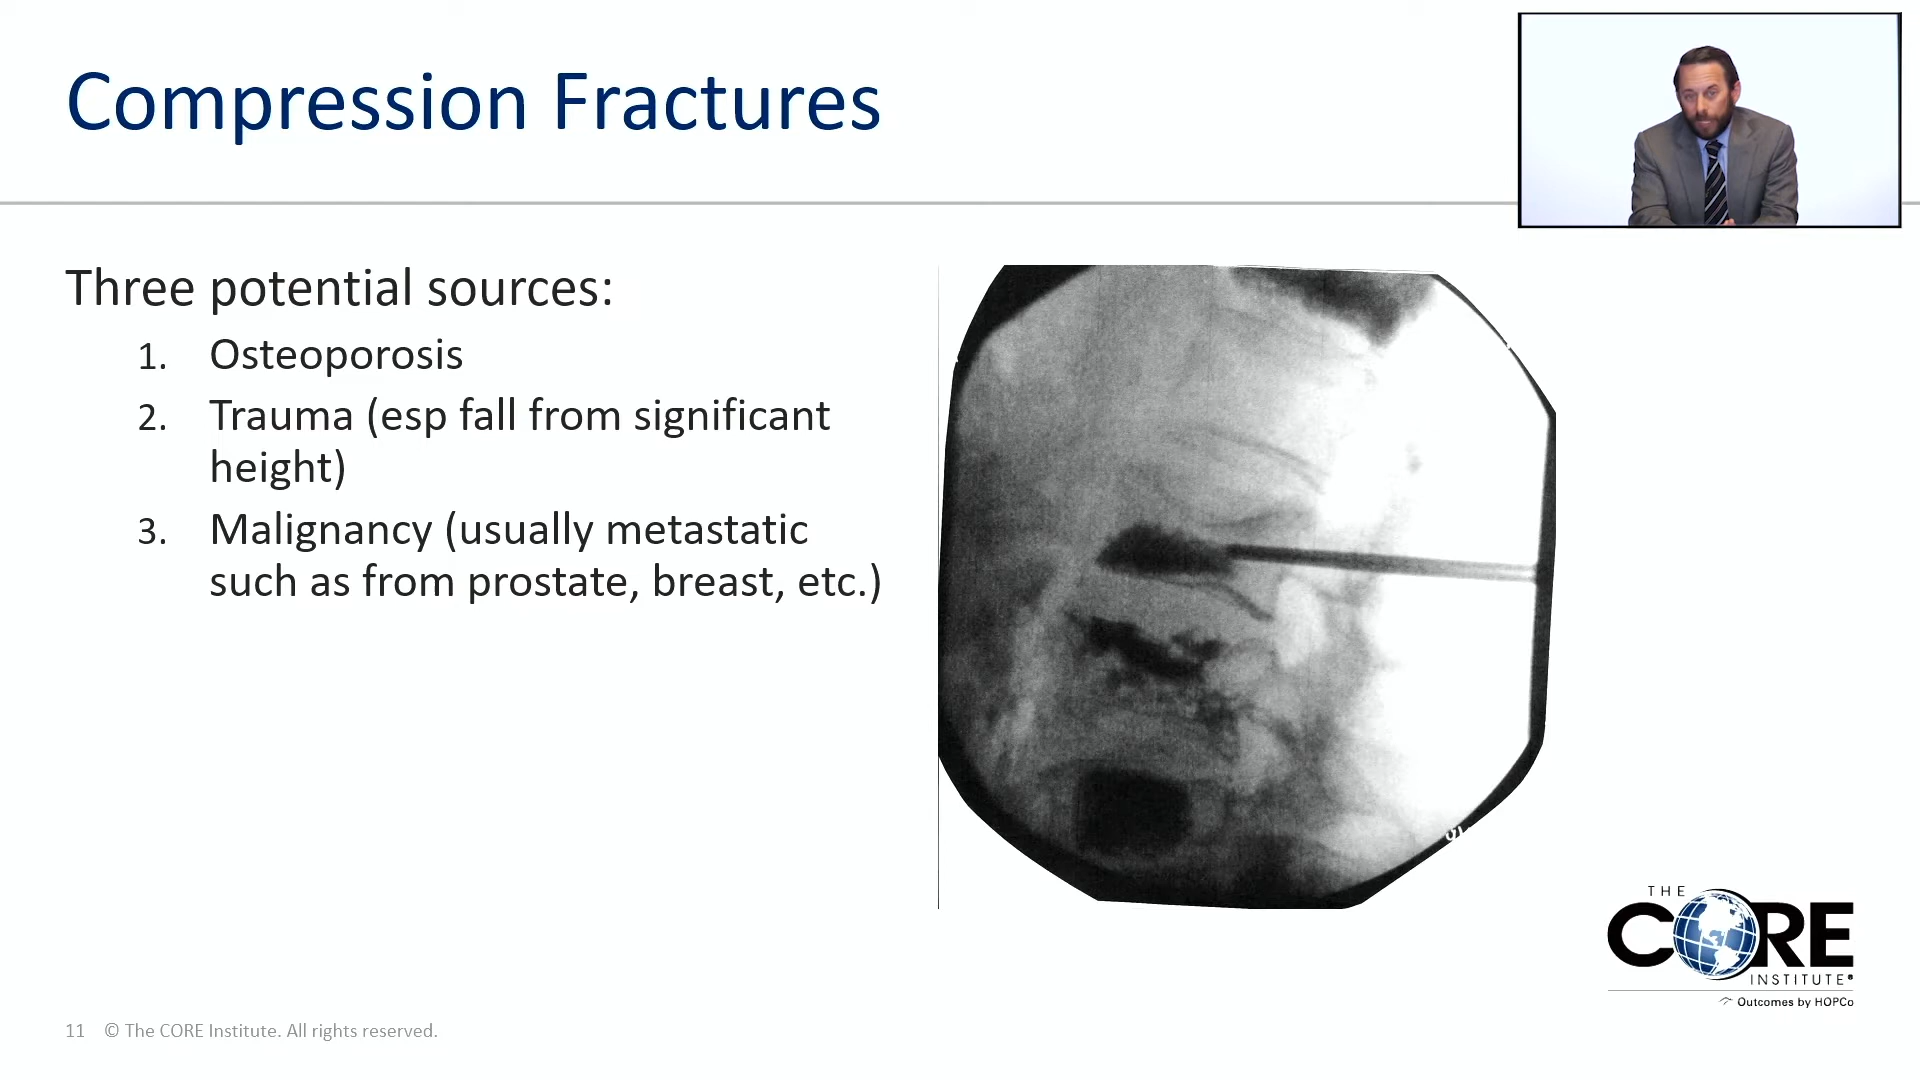 Compression Fractures
Three potential sources:
1. Osteoporosis
2. Trauma (esp fall from significant
height)
3. Malignancy (usually metastatic
such as from prostate, breast, etc.)
THE
CORE
INSTITUTE®
Outcomes by HOPCo
11 © The CORE Institute. All rights reserved.